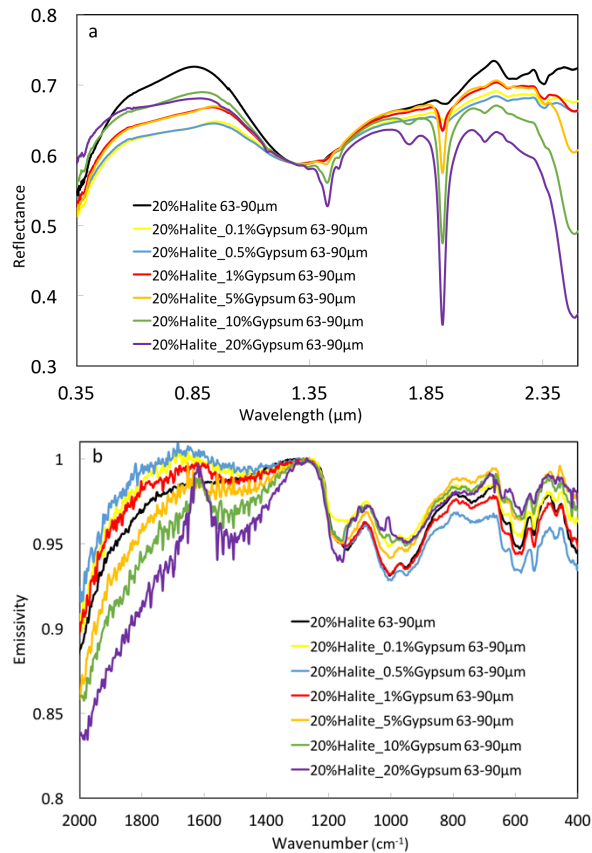 0.8
a
0.7
0.6
0.5
0.4
0.3
Reflectance
20%Halite 63-90μm
20%Halite_0.1%Gypsum 63-90μm
20%Halite_0.5%Gypsum 63-90μm
20%Halite_1%Gypsum 63-90μm
20%Halite_5%Gypsum 63-90μm
20%Halite_10%Gypsum 63-90μm
20%Halite_20%Gypsum 63-90μm
0.35 0.85 1.35 1.85 2.35
Wavelength (μm)
1
b
0.95
0.9
0.85
0.8
Emissivity
20%Halite 63-90μm
20%Halite_0.1%Gypsum 63-90μm
20%Halite_0.5%Gypsum 63-90μm
20%Halite_1%Gypsum 63-90μm
20%Halite_5%Gypsum 63-90μm
20%Halite_10%Gypsum 63-90μm
20%Halite_20%Gypsum 63-90μm
2000 1800 1600 1400 1200 1000 800 600 400
Wavenumber (cm⁻¹)